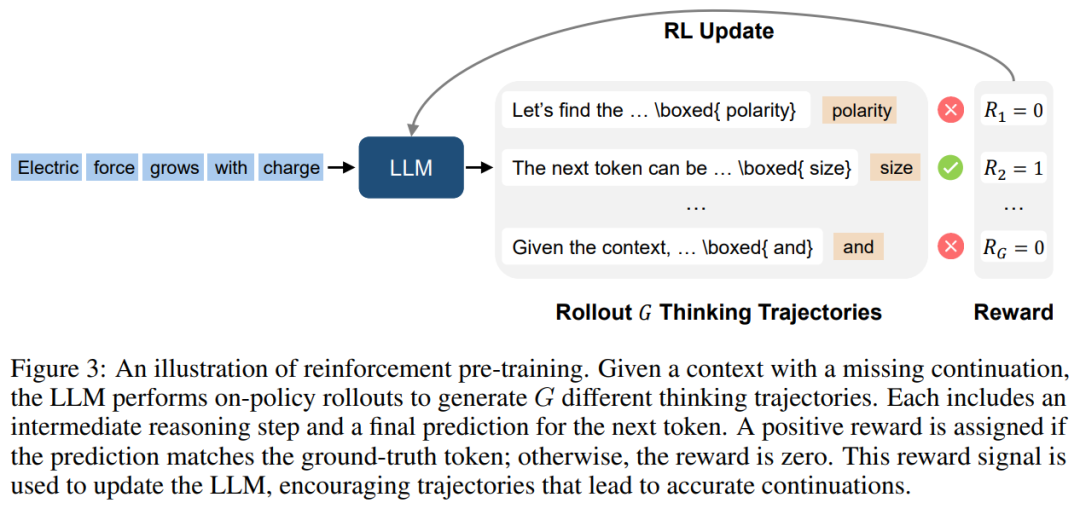 RL Update
Let's find the … \boxed{ polarity} polarity R₁ = 0
Electric force grows with charge LLM The next token can be … \boxed{ size} size R₂ = 1
… …
Given the context, … \boxed{ and} and R_G = 0
Rollout G Thinking Trajectories Reward
Figure 3: An illustration of reinforcement pre-training. Given a context with a missing continuation,
the LLM performs on-policy rollouts to generate G different thinking trajectories. Each includes an
intermediate reasoning step and a final prediction for the next token. A positive reward is assigned if
the prediction matches the ground-truth token; otherwise, the reward is zero. This reward signal is
used to update the LLM, encouraging trajectories that lead to accurate continuations.